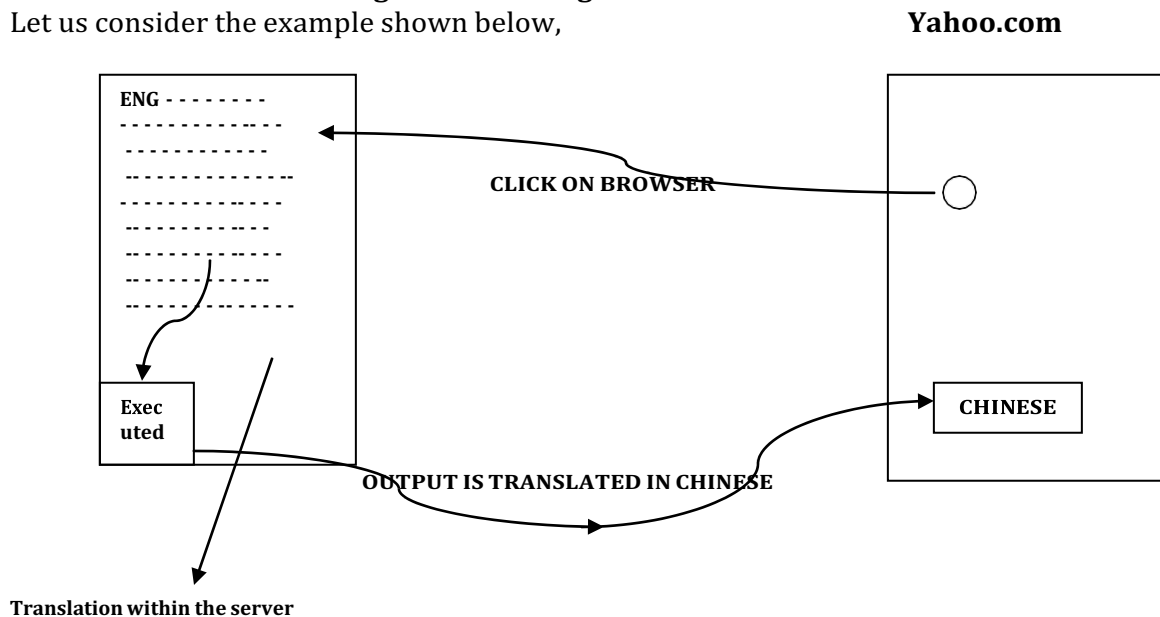 Let us consider the example shown below, Yahoo.com
ENG - - - - - - - -
CLICK ON BROWSER
Exec
uted
CHINESE
OUTPUT IS TRANSLATED IN CHINESE
Translation within the server